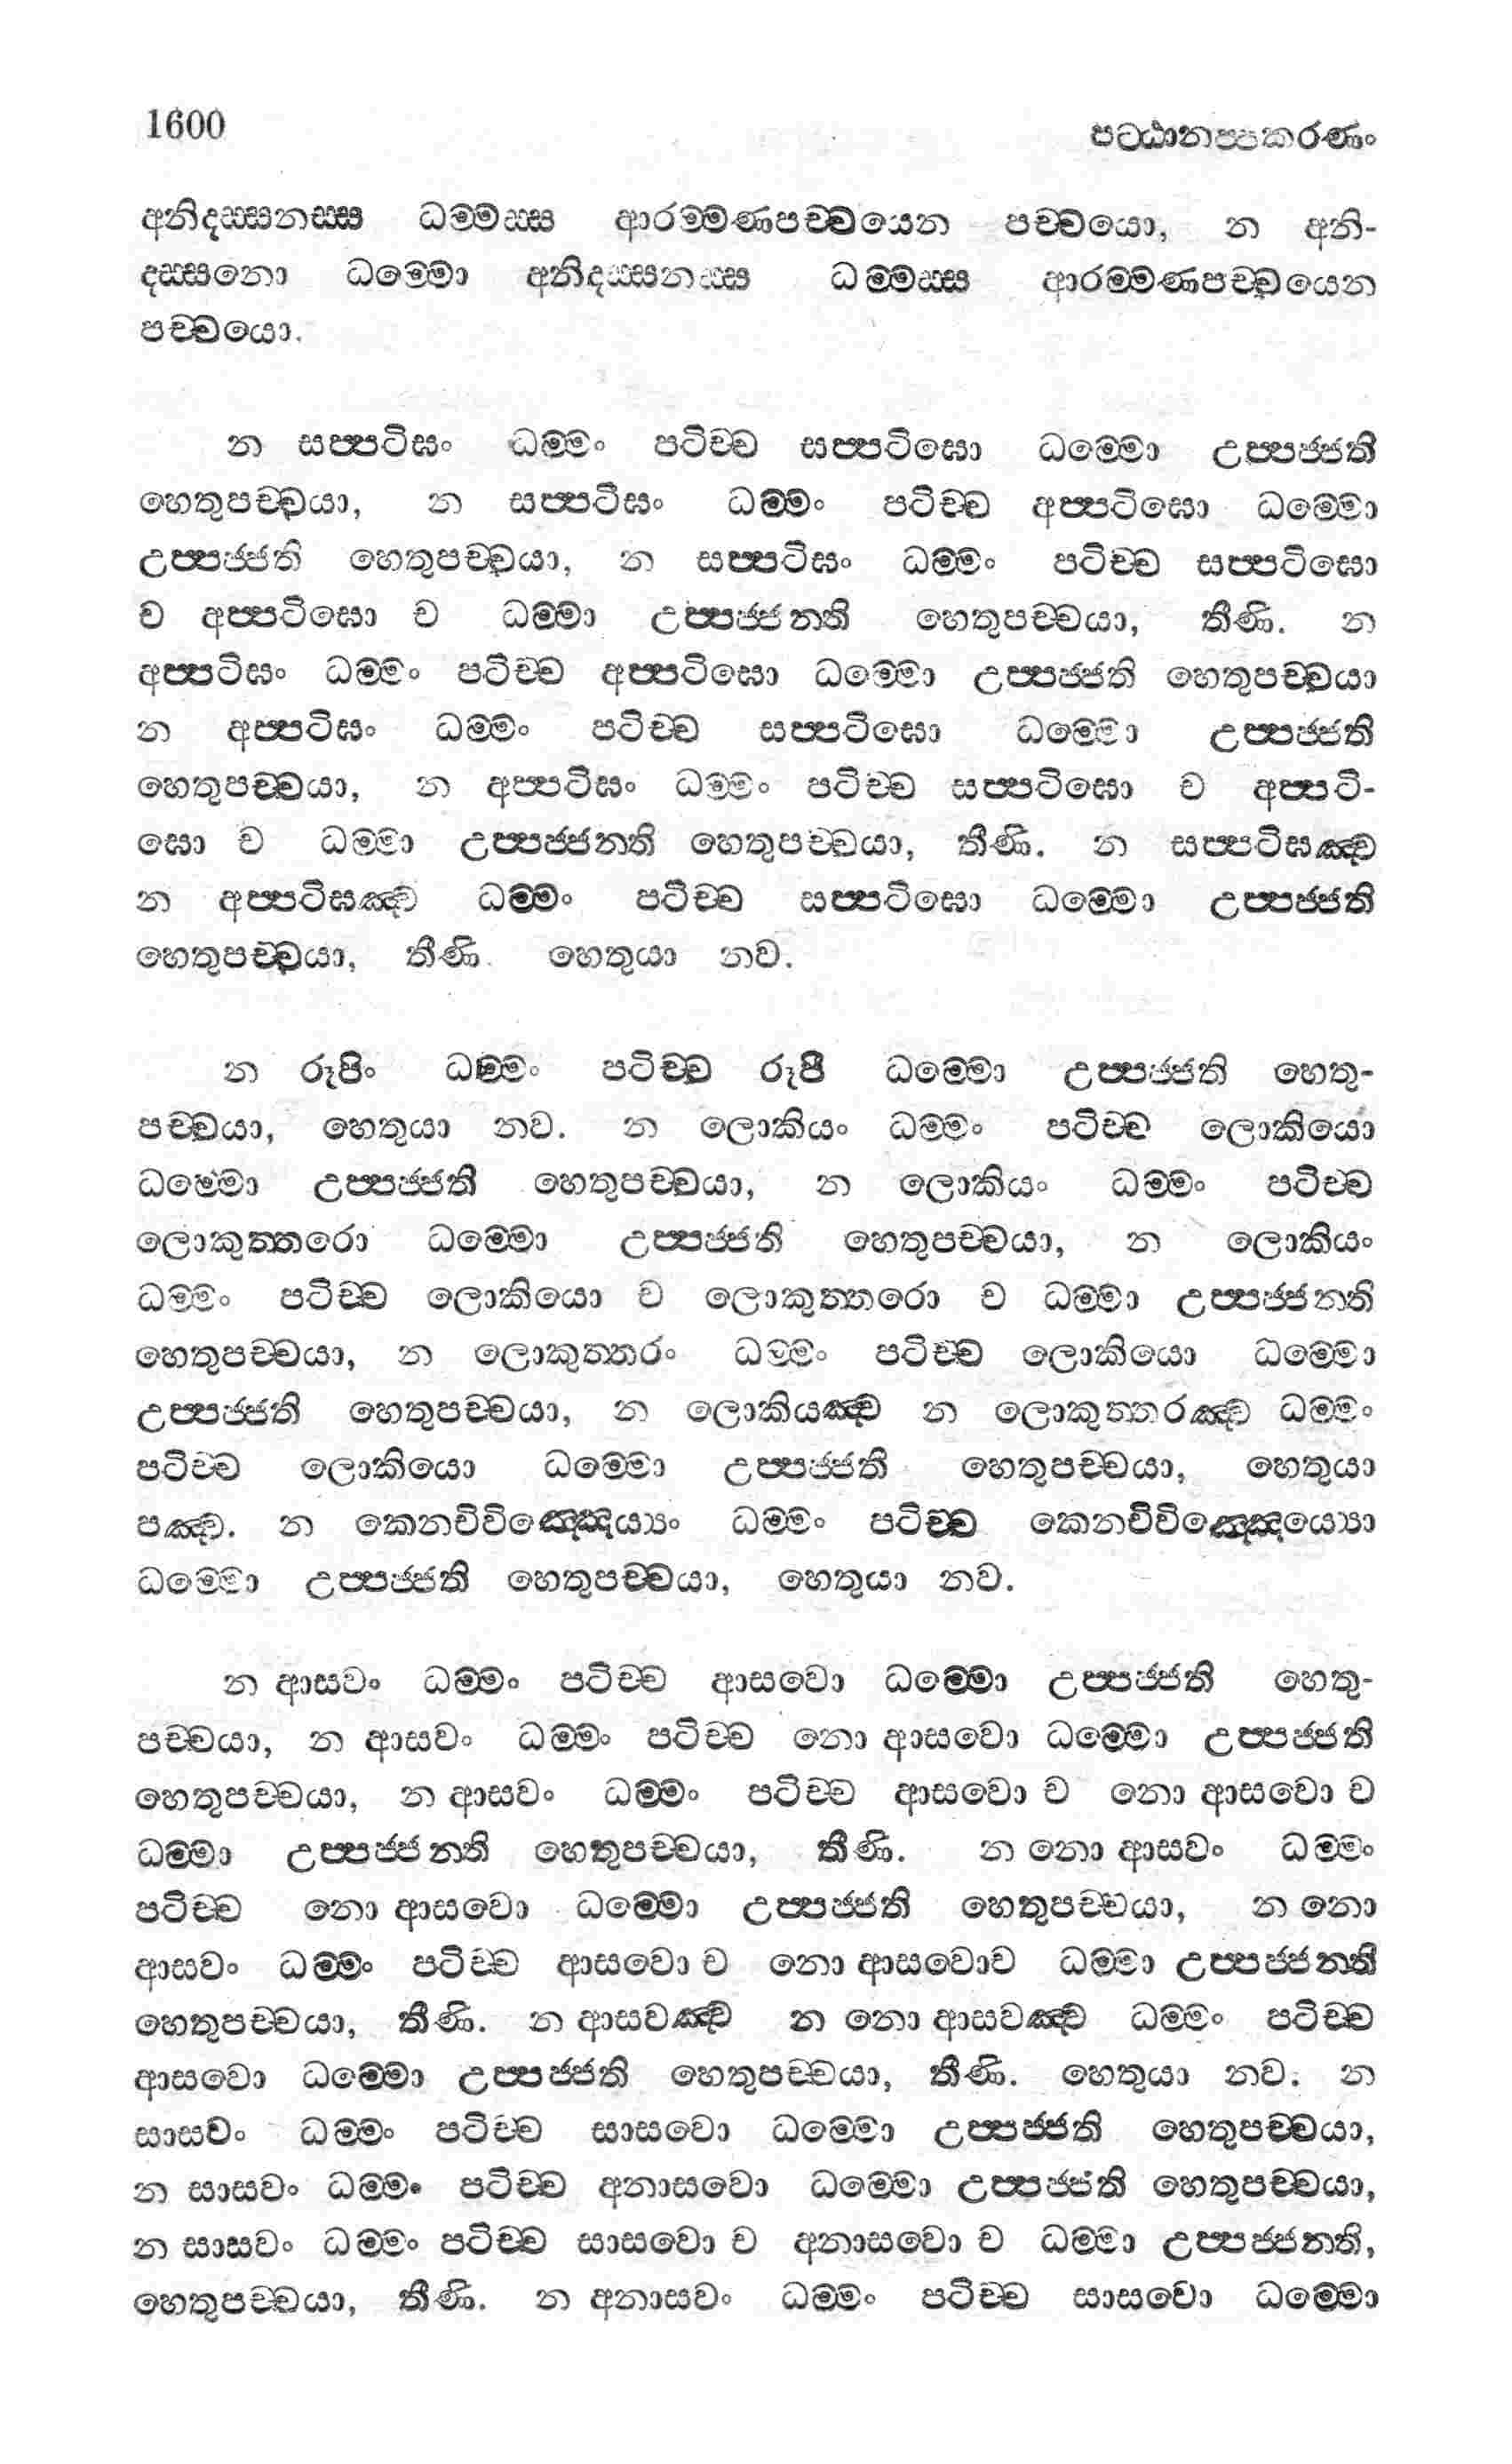 1600
පට්ඨානප්පකරණං
අනිදස්සනස්ස ධම්මස්ස ආරම්මණපච්චයෙන පච්චයො, න අනි-
දස්සනො ධම්මො අනිදස්සනස්ස ධම්මස්ස ආරම්මණපච්චයෙන
පච්චයො.
න සප්පටිඝං ධම්මං පටිච්ච සප්පටිඝො ධම්මො උප්පජ්ජති
හෙතුපච්චයා, න සප්පටිඝං ධම්මං පටිච්ච අප්පටිඝො ධම්මො
උප්පජ්ජති හෙතුපච්චයා, න සප්පටිඝං ධම්මං පටිච්ච සප්පටිඝො
ච අප්පටිඝො ච ධම්මා උප්පජ්ජන්ති හෙතුපච්චයා, තීණි. න
අප්පටිඝං ධම්මං පටිච්ච අප්පටිඝො ධම්මො උප්පජ්ජති හෙතුපච්චයා
න අප්පටිඝං ධම්මං පටිච්ච සප්පටිඝො ධම්මො උප්පජ්ජති
හෙතුපච්චයා, න අප්පටිඝං ධම්මං පටිච්ච සප්පටිඝො ච අප්පටි-
ඝො ච ධම්මා උප්පජ්ජන්ති හෙතුපච්චයා, තීණි. න සප්පටිඝඤ්ච
න අප්පටිඝඤ්ච ධම්මං පටිච්ච සප්පටිඝො ධම්මො උප්පජ්ජති
හෙතුපච්චයා, තීණි. හෙතුයා නව.
න රූපිං ධම්මං පටිච්ච රූපී ධම්මො උප්පජ්ජති හෙතු-
පච්චයා, හෙතුයා නව. න ලොකියං ධම්මං පටිච්ච ලොකියො
ධම්මො උප්පජ්ජති හෙතුපච්චයා, න ලොකියං ධම්මං පටිච්ච
ලොකුත්තරො ධම්මො උප්පජ්ජති හෙතුපච්චයා, න ලොකියං
ධම්මං පටිච්ච ලොකියො ච ලොකුත්තරො ච ධම්මා උප්පජ්ජන්ති
හෙතුපච්චයා, න ලොකුත්තරං ධම්මං පටිච්ච ලොකියො ධම්මො
උප්පජ්ජති හෙතුපච්චයා, න ලොකියඤ්ච න ලොකුත්තරඤ්ච ධම්මං
පටිච්ච ලොකියො ධම්මො උප්පජ්ජති හෙතුපච්චයා, හෙතුයා
පඤ්ච. න කෙනචිවිඤ්ඤෙය්‍යං ධම්මං පටිච්ච කෙනචිවිඤ්ඤෙය්‍යො
ධම්මො උප්පජ්ජති හෙතුපච්චයා, හෙතුයා නව.
න ආසවං ධම්මං පටිච්ච ආසවො ධම්මො උප්පජ්ජති හෙතු-
පච්චයා, න ආසවං ධම්මං පටිච්ච නො ආසවො ධම්මො උප්පජ්ජති
හෙතුපච්චයා, න ආසවං ධම්මං පටිච්ච ආසවො ච නො ආසවො ච
ධම්මා උප්පජ්ජන්ති හෙතුපච්චයා, තීණි. න නො ආසවං ධම්මං
පටිච්ච නො ආසවො ධම්මො උප්පජ්ජති හෙතුපච්චයා, න නො
ආසවං ධම්මං පටිච්ච ආසවො ච නො ආසවොච ධම්මා උප්පජ්ජන්ති
හෙතුපච්චයා, තීණි. න ආසවඤ්ච න නො ආසවඤ්ච ධම්මං පටිච්ච
ආසවො ධම්මො උප්පජ්ජති හෙතුපච්චයා, තීණි. හෙතුයා නව. න
සාසවං ධම්මං පටිච්ච සාසවො ධම්මො උප්පජ්ජති හෙතුපච්චයා,
න සාසවං ධම්මං පටිච්ච අනාසවො ධම්මො උප්පජ්ජති හෙතුපච්චයා,
න සාසවං ධම්මං පටිච්ච සාසවො ච අනාසවො ච ධම්මා උප්පජ්ජන්ති,
හෙතුපච්චයා, තීණි. න අනාසවං ධම්මං පටිච්ච සාසවො ධම්මො